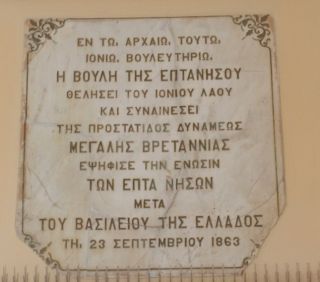 ΕΝ ΤΩ, ΑΡΧΑΙΩ, ΤΟΥΤΩ,
ΙΟΝΙΩ, ΒΟΥΛΕΥΤΗΡΙΩ,
Η ΒΟΥΛΗ ΤΗΣ ΕΠΤΑΝΗΣΟΥ
ΘΕΛΗΣΕΙ ΤΟΥ ΙΟΝΙΟΥ ΛΑΟΥ
ΚΑΙ ΣΥΝΑΙΝΕΣΕΙ
ΤΗΣ ΠΡΟΣΤΑΤΙΔΟΣ ΔΥΝΑΜΕΩΣ
ΜΕΓΑΛΗΣ ΒΡΕΤΑΝΝΙΑΣ
ΕΨΗΦΙΣΕ ΤΗΝ ΕΝΩΣΙΝ
ΤΩΝ ΕΠΤΑ ΝΗΣΩΝ
ΜΕΤΑ
ΤΟΥ ΒΑΣΙΛΕΙΟΥ ΤΗΣ ΕΛΛΑΔΟΣ
ΤΗ, 23 ΣΕΠΤΕΜΒΡΙΟΥ 1863